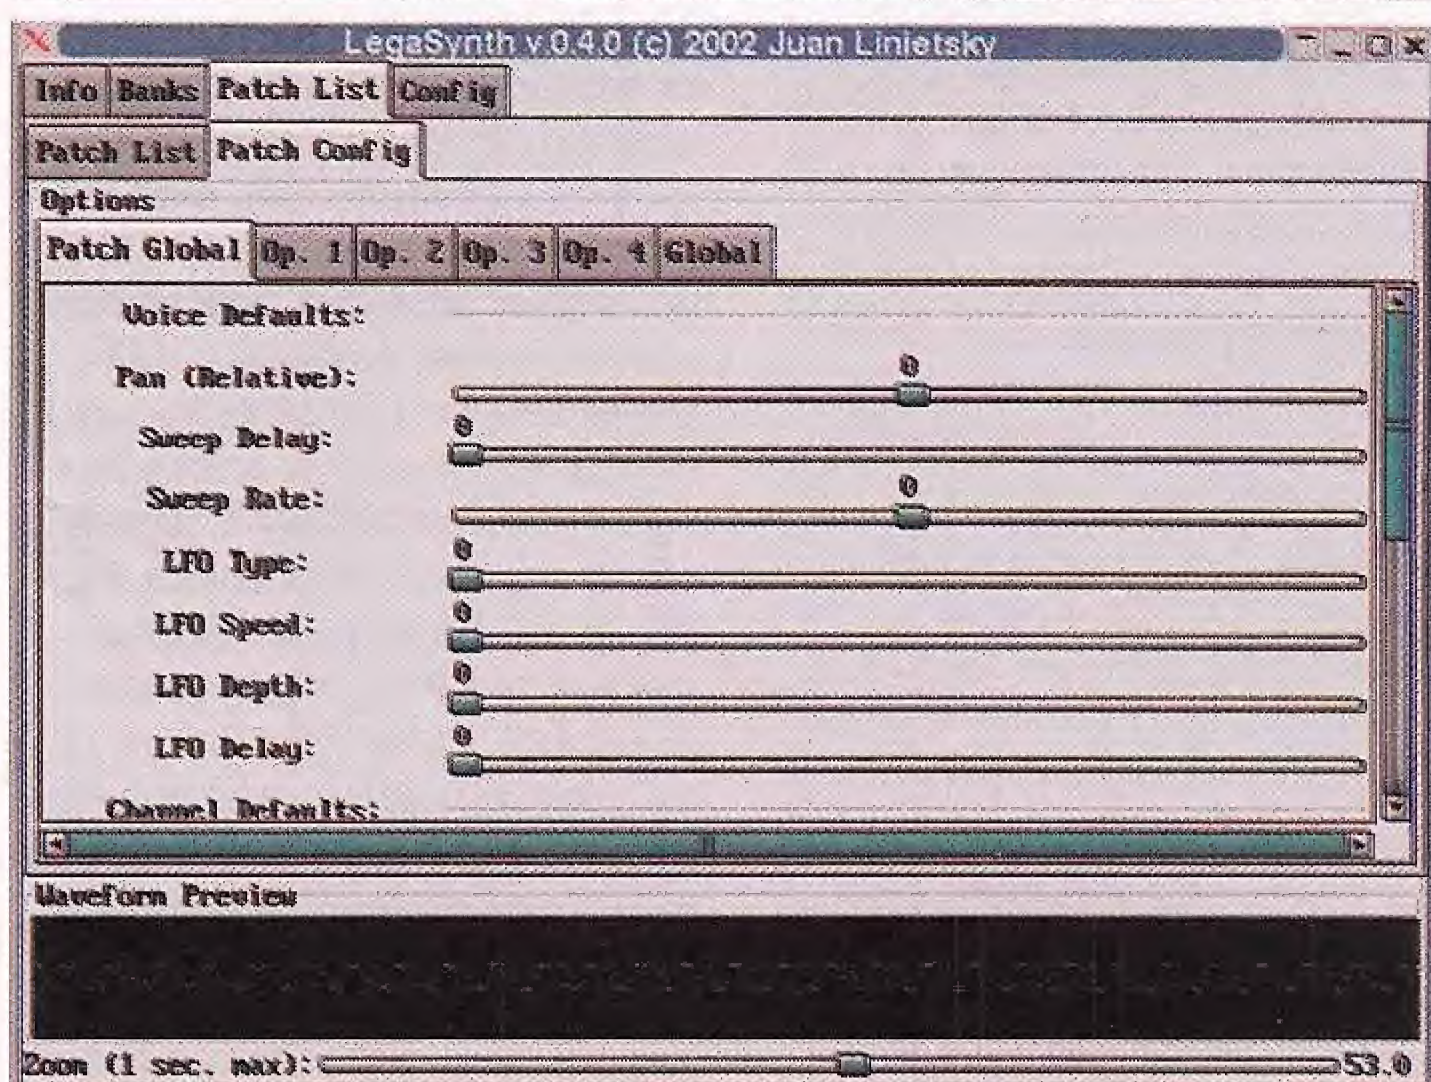 LegaSynth v.0.4.0 (c) 2002 Juan Linietsky
Info Banks Patch List Config
Patch List Patch Config
Options
Patch Global Op. 1 Op. 2 Op. 3 Op. 4 Global
Voice Defaults:
Pan (Relative): 0
Sweep Delay: 0
Sweep Rate: 0
LFO Type: 0
LFO Speed: 0
LFO Depth: 0
LFO Delay: 0
Channel Defaults:
Waveform Preview
Zoom (1 sec. max): 53.0